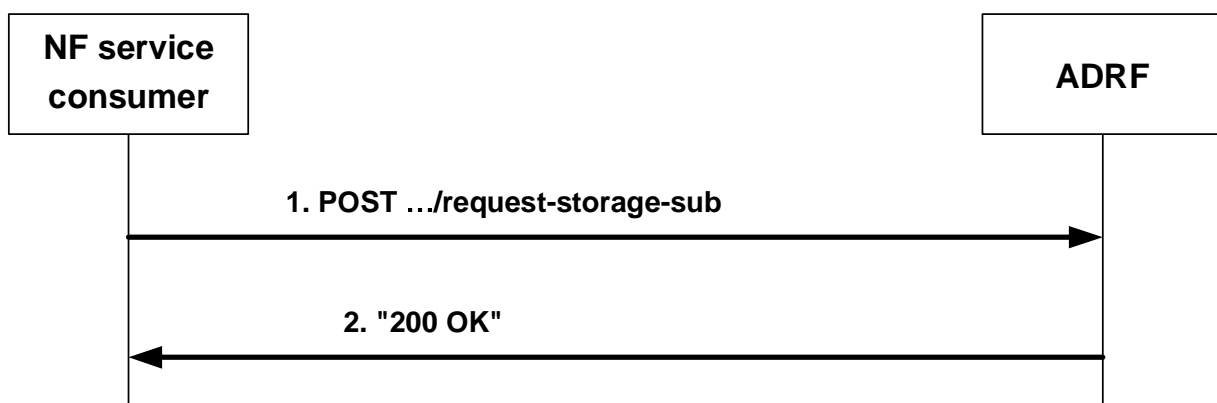 NF service
consumer
ADRF
1. POST …/request-storage-sub
2. "200 OK"